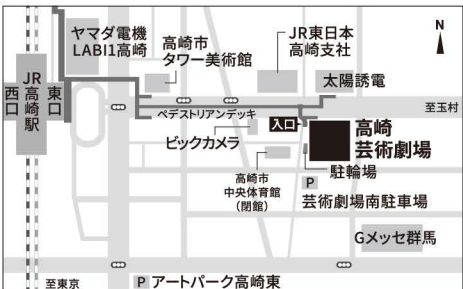 ヤマダ電機
LABI1高崎
高崎市
タワー美術館
JR東日本
高崎支社
N
太陽誘電
西口
JR高崎駅
東口
ペデストリアンデッキ
至玉村
入口
高崎
芸術劇場
ビックカメラ
駐輪場
高崎市
中央体育館
(閉館)
P
芸術劇場南駐車場
Gメッセ群馬
至東京
P アートパーク高崎東